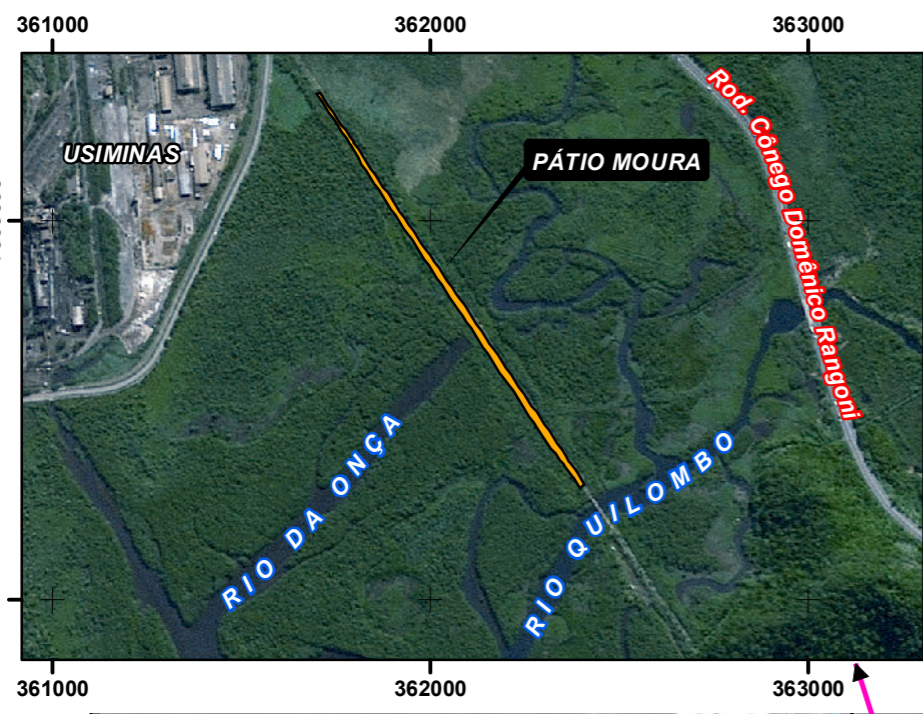 361000 362000 363000
USIMINAS
PÁTIO MOURA
Rod. Cônego Domênico Rangoni
RIO DA ONÇA
RIO QUILOMBO
361000 362000 363000